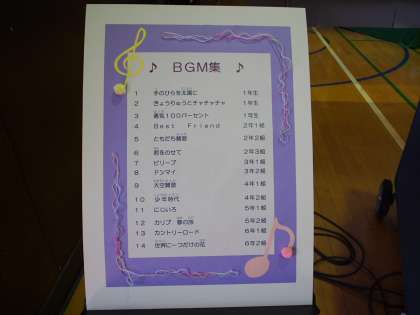 ♪ BGM集 ♪
1 手のひらを太陽に 1年生
2 きょうりゅうとチャチャチャ 1年生
3 勇気100パーセント 1年生
4 Best Friend 2年1組
5 ともだち賛歌 2年2組
6 君をのせて 2年3組
7 ビリーブ 3年1組
8 ドンマイ 3年2組
9 天空賛歌 4年1組
10 少年時代 4年2組
11 にじいろ 5年1組
12 カリブ 夢の旅 5年2組
13 カントリーロード 6年1組
14 世界に一つだけの花 6年2組